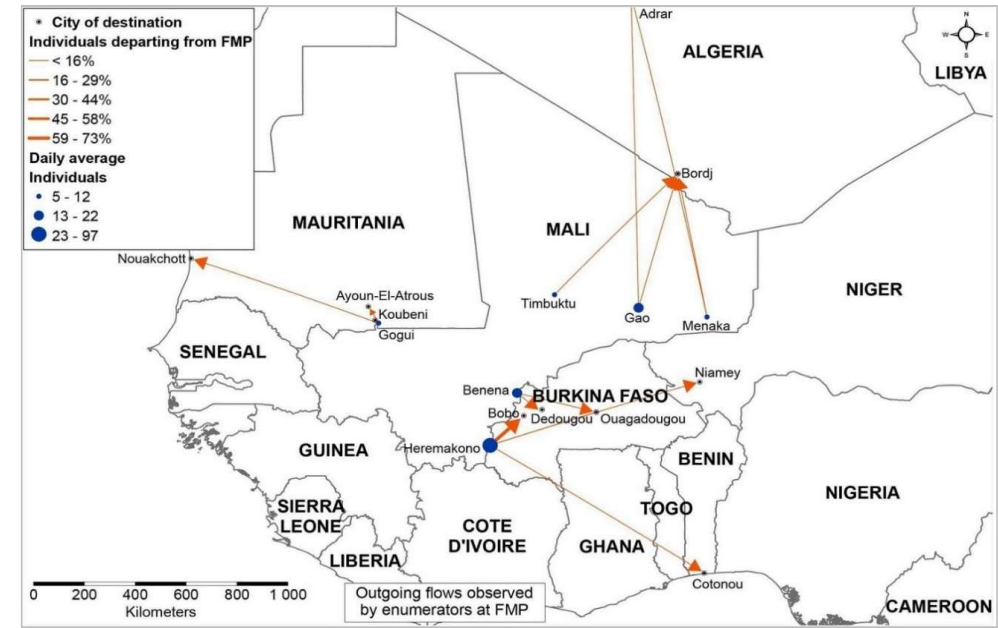 City of destination
Individuals departing from FMP
< 16%
16 - 29%
30 - 44%
45 - 58%
59 - 73%
Daily average
Individuals
5 - 12
13 - 22
23 - 97
Adrar
ALGERIA
N
W
E
S
LIBYA
Bordj
MAURITANIA
MALI
Nouakchott
Ayoun-El-Atrous
Koubeni
Gogui
Timbuktu
Gao
Menaka
NIGER
SENEGAL
Niamey
Benena
BURKINA FASO
Bobo
Dedougou
Ouagadougou
Heremakono
GUINEA
BENIN
SIERRA
LEONE
TOGO
NIGERIA
COTE
D'IVOIRE
GHANA
LIBERIA
Cotonou
0 200 400 600 800 1 000
Kilometers
Outgoing flows observed
by enumerators at FMP
CAMEROON